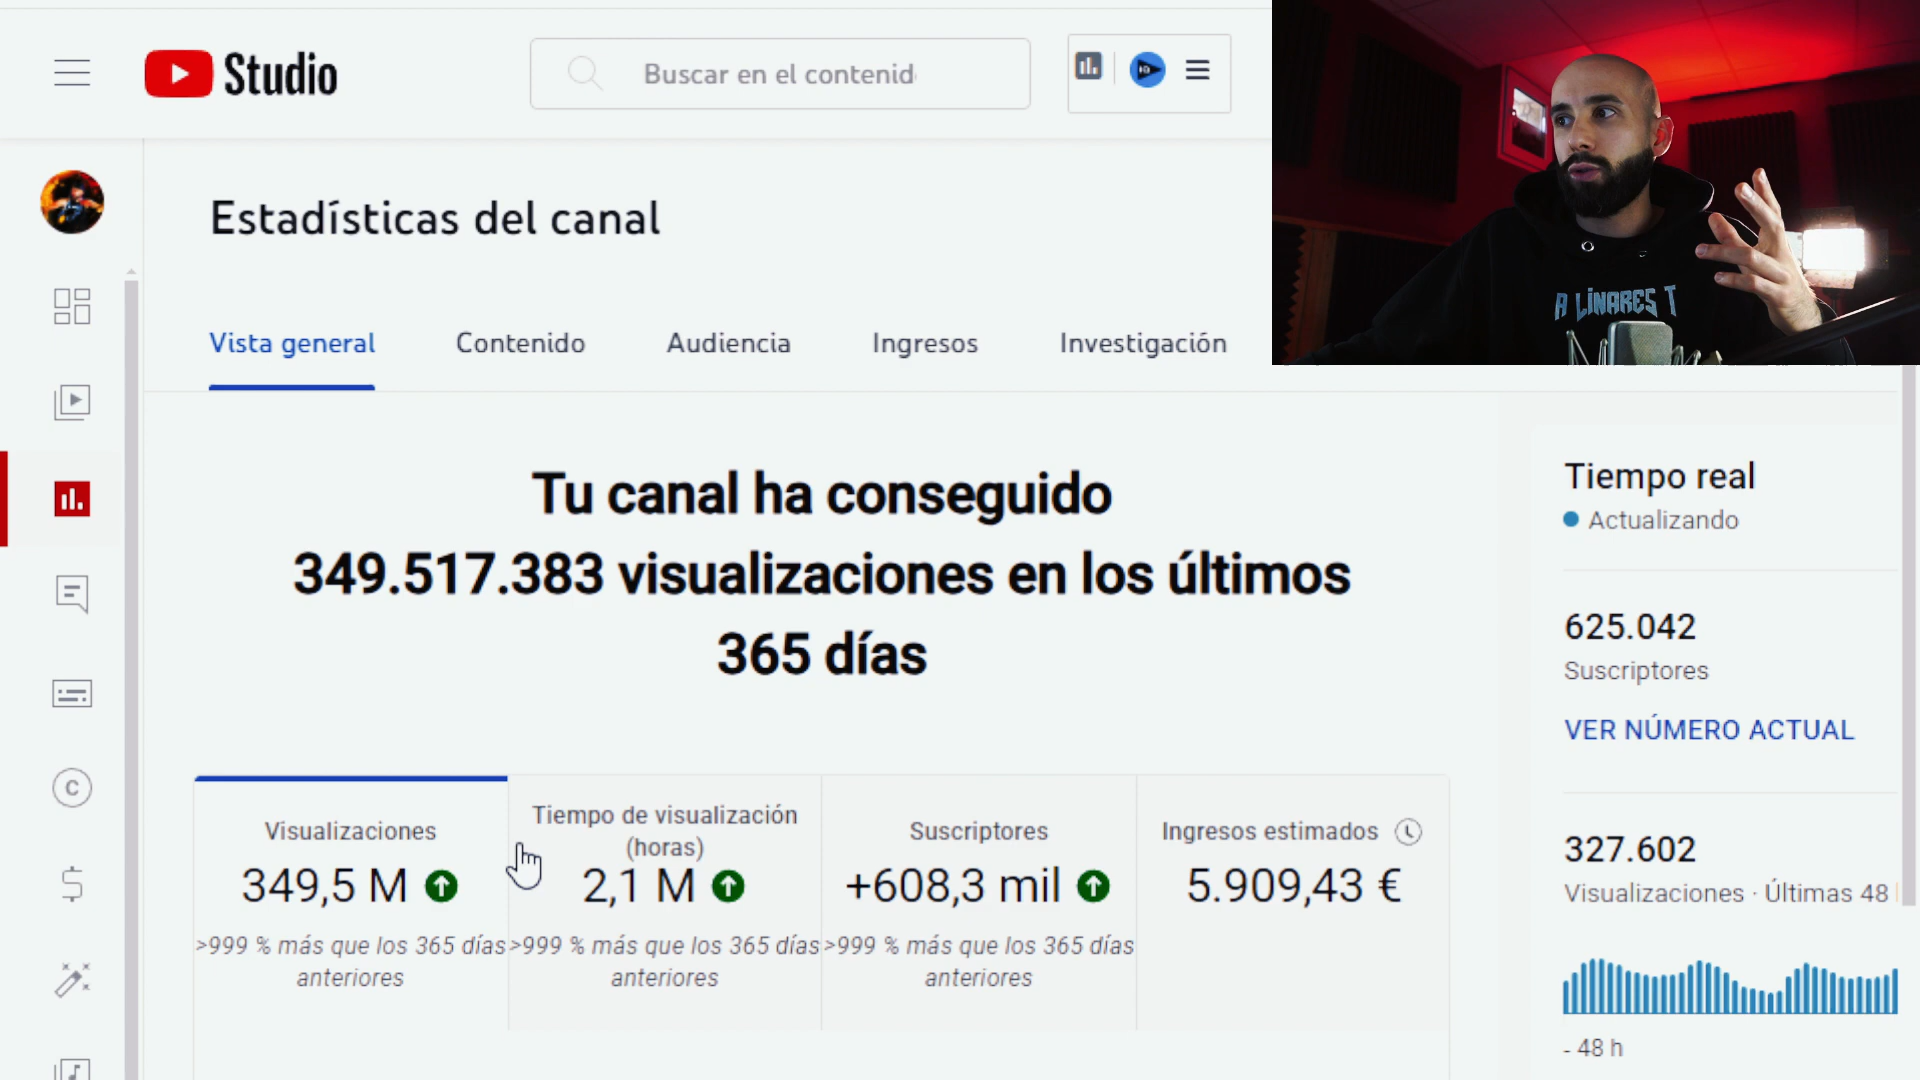 Studio
Buscar en el contenid
Estadísticas del canal
Vista general
Contenido
Audiencia
Ingresos
Investigación
A LINARES T
Tu canal ha conseguido
349.517.383 visualizaciones en los últimos
365 días
Visualizaciones
349,5 M
>999 % más que los 365 días
anteriores
Tiempo de visualización
(horas)
2,1 M
>999 % más que los 365 días
anteriores
Suscriptores
+608,3 mil
>999 % más que los 365 días
anteriores
Ingresos estimados
5.909,43 €
Tiempo real
Actualizando
625.042
Suscriptores
VER NÚMERO ACTUAL
327.602
Visualizaciones · Últimas 48
- 48 h